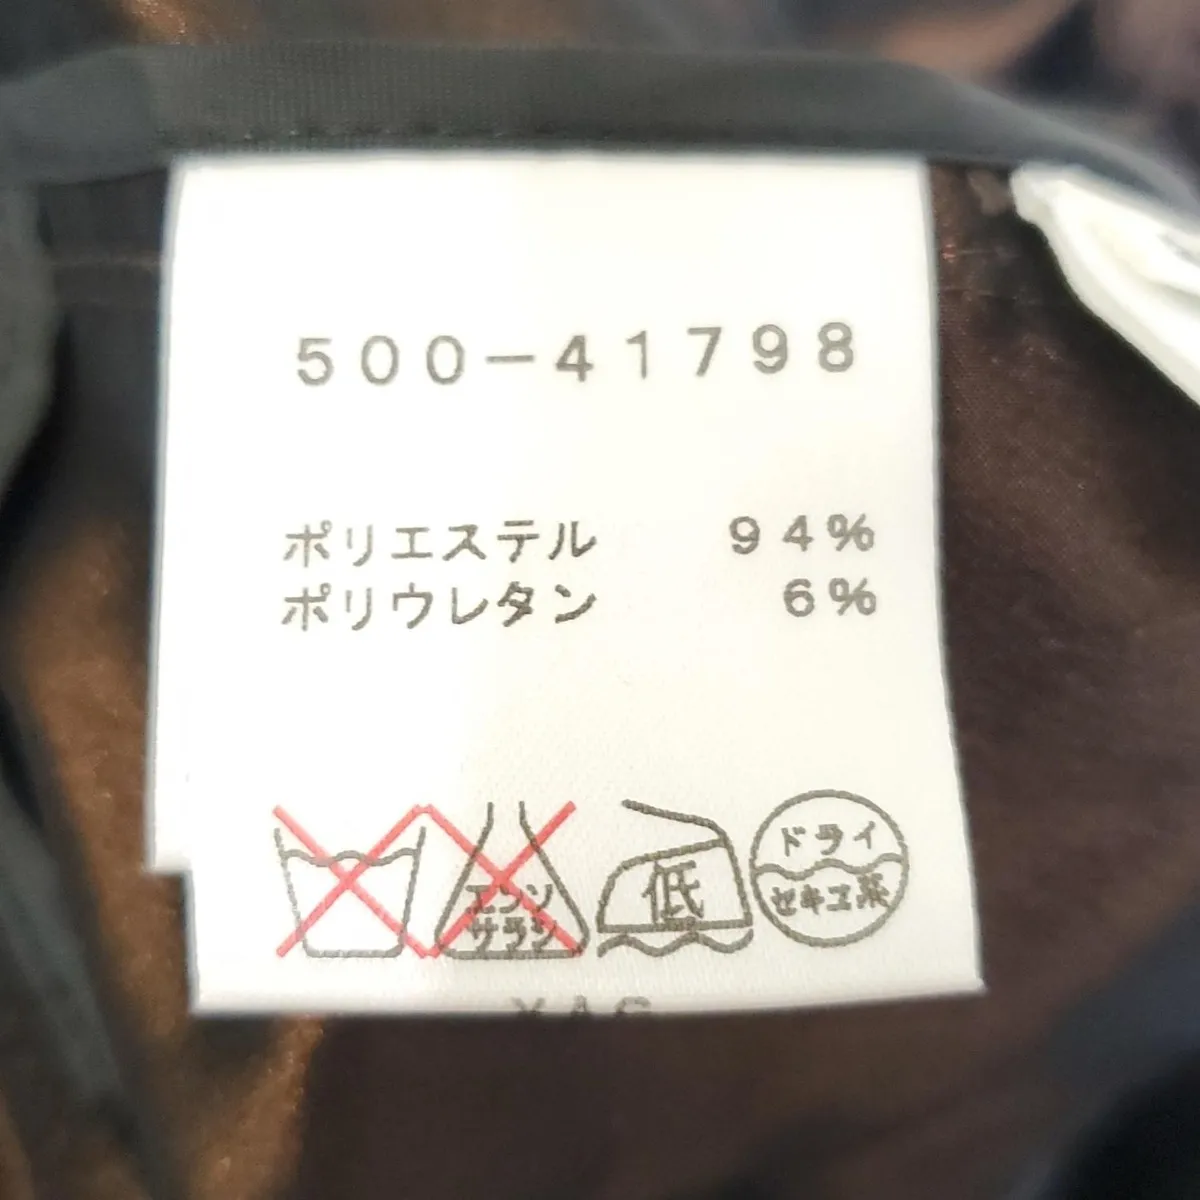 500-41798
ポリエステル 94%
ポリウレタン 6%
エンソ
サラシ
低
ドライ
セキユ系